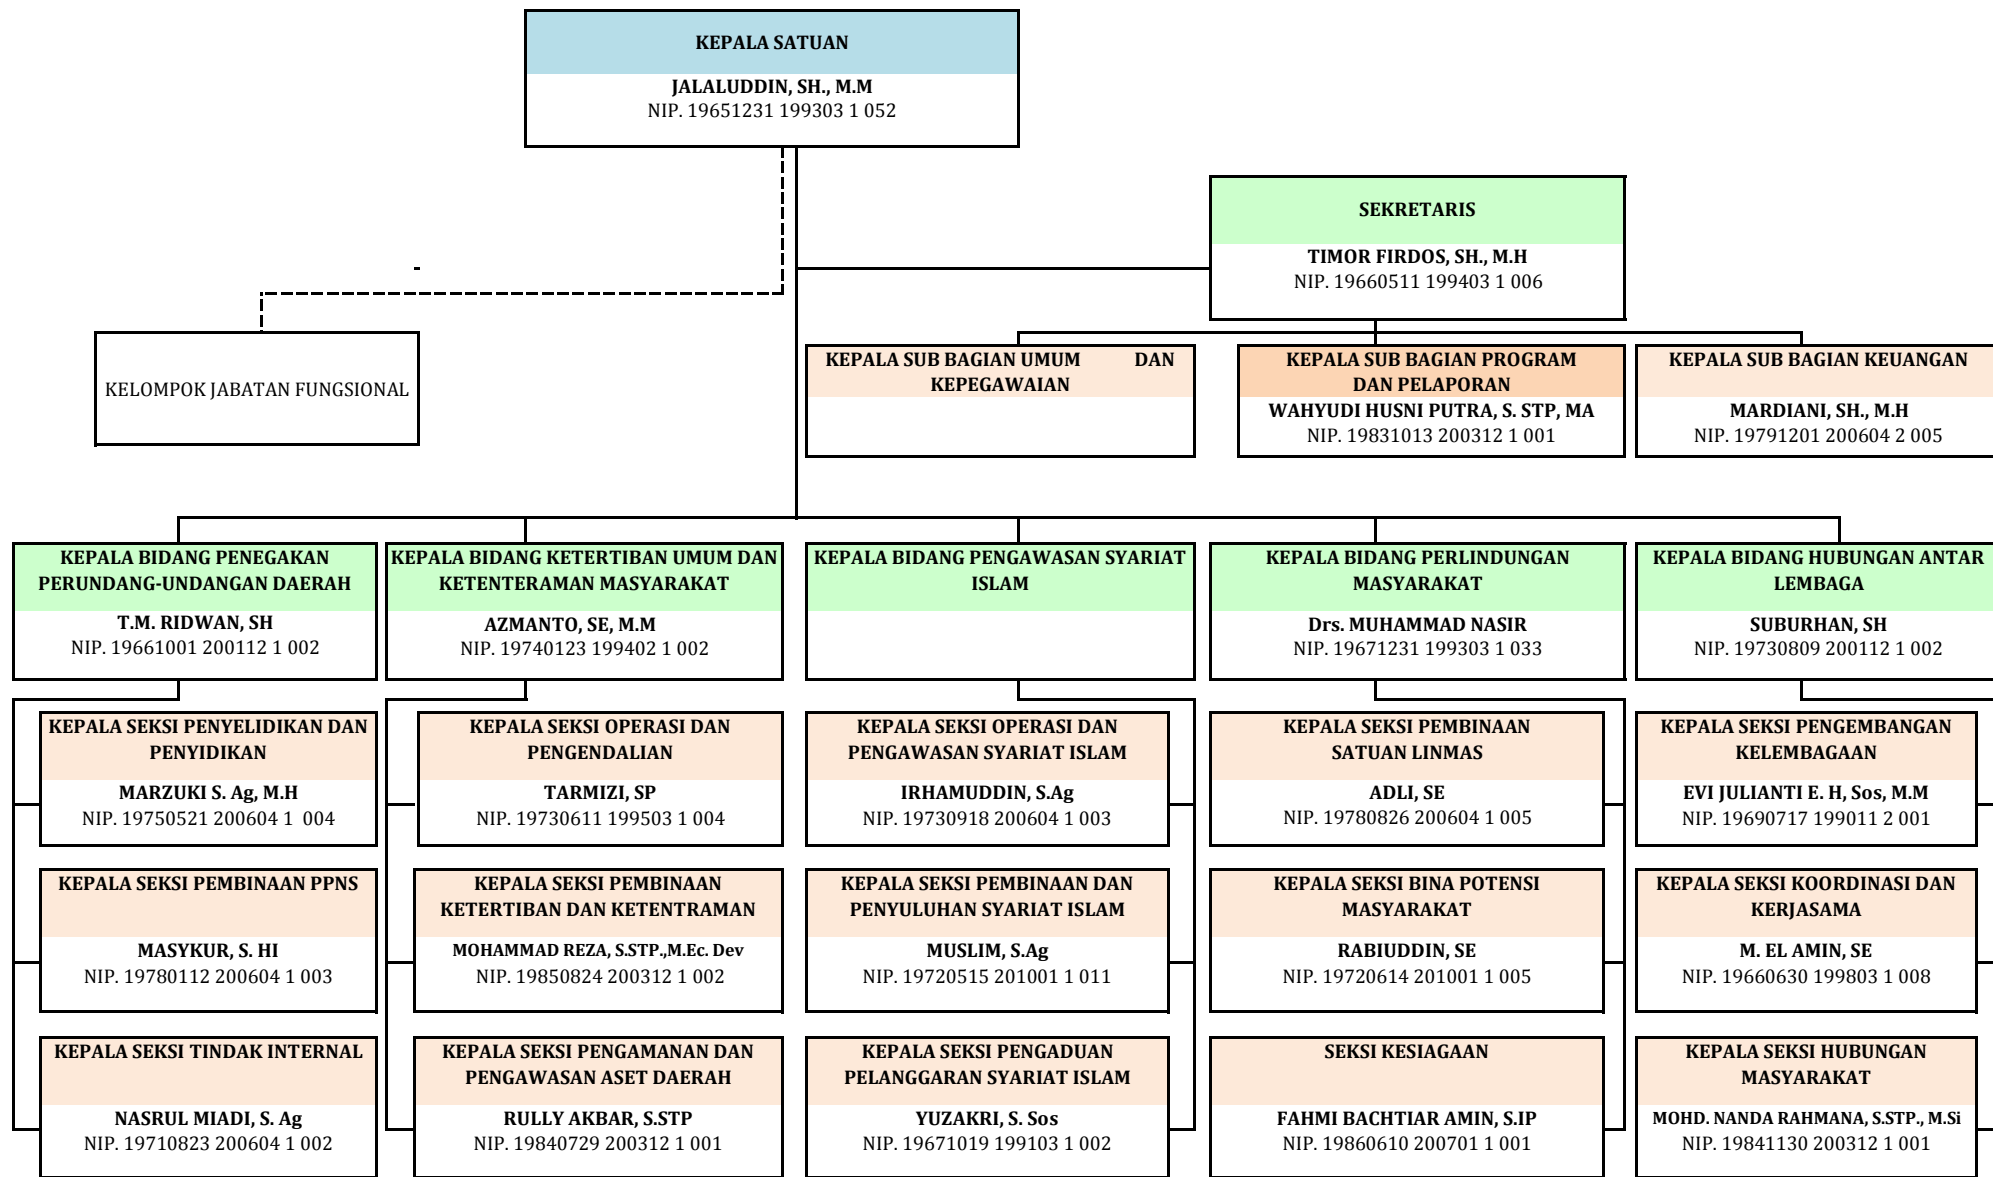 KEPALA SATUAN
JALALUDDIN, SH., M.M
NIP. 19651231 199303 1 052
SEKRETARIS
TIMOR FIRDOS, SH., M.H
NIP. 19660511 199403 1 006
-
KELOMPOK JABATAN FUNGSIONAL
KEPALA SUB BAGIAN UMUM DAN
KEPEGAWAIAN
KEPALA SUB BAGIAN PROGRAM
DAN PELAPORAN
WAHYUDI HUSNI PUTRA, S. STP, MA
NIP. 19831013 200312 1 001
KEPALA SUB BAGIAN KEUANGAN
MARDIANI, SH., M.H
NIP. 19791201 200604 2 005
KEPALA BIDANG PENEGAKAN
PERUNDANG-UNDANGAN DAERAH
T.M. RIDWAN, SH
NIP. 19661001 200112 1 002
KEPALA BIDANG KETERTIBAN UMUM DAN
KETENTERAMAN MASYARAKAT
AZMANTO, SE, M.M
NIP. 19740123 199402 1 002
KEPALA BIDANG PENGAWASAN SYARIAT
ISLAM
KEPALA BIDANG PERLINDUNGAN
MASYARAKAT
Drs. MUHAMMAD NASIR
NIP. 19671231 199303 1 033
KEPALA BIDANG HUBUNGAN ANTAR
LEMBAGA
SUBURHAN, SH
NIP. 19730809 200112 1 002
KEPALA SEKSI PENYELIDIKAN DAN
PENYIDIKAN
MARZUKI S. Ag, M.H
NIP. 19750521 200604 1 004
KEPALA SEKSI OPERASI DAN
PENGENDALIAN
TARMIZI, SP
NIP. 19730611 199503 1 004
KEPALA SEKSI OPERASI DAN
PENGAWASAN SYARIAT ISLAM
IRHAMUDDIN, S.Ag
NIP. 19730918 200604 1 003
KEPALA SEKSI PEMBINAAN
SATUAN LINMAS
ADLI, SE
NIP. 19780826 200604 1 005
KEPALA SEKSI PENGEMBANGAN
KELEMBAGAAN
EVI JULIANTI E. H, Sos, M.M
NIP. 19690717 199011 2 001
KEPALA SEKSI PEMBINAAN PPNS
MASYKUR, S. HI
NIP. 19780112 200604 1 003
KEPALA SEKSI PEMBINAAN
KETERTIBAN DAN KETENTRAMAN
MOHAMMAD REZA, S.STP.,M.Ec. Dev
NIP. 19850824 200312 1 002
KEPALA SEKSI PEMBINAAN DAN
PENYULUHAN SYARIAT ISLAM
MUSLIM, S.Ag
NIP. 19720515 201001 1 011
KEPALA SEKSI BINA POTENSI
MASYARAKAT
RABIUDDIN, SE
NIP. 19720614 201001 1 005
KEPALA SEKSI KOORDINASI DAN
KERJASAMA
M. EL AMIN, SE
NIP. 19660630 199803 1 008
KEPALA SEKSI TINDAK INTERNAL
NASRUL MIADI, S. Ag
NIP. 19710823 200604 1 002
KEPALA SEKSI PENGAMANAN DAN
PENGAWASAN ASET DAERAH
RULLY AKBAR, S.STP
NIP. 19840729 200312 1 001
KEPALA SEKSI PENGADUAN
PELANGGARAN SYARIAT ISLAM
YUZAKRI, S. Sos
NIP. 19671019 199103 1 002
SEKSI KESIAGAAN
FAHMI BACHTIAR AMIN, S.IP
NIP. 19860610 200701 1 001
KEPALA SEKSI HUBUNGAN
MASYARAKAT
MOHD. NANDA RAHMANA, S.STP., M.Si
NIP. 19841130 200312 1 001